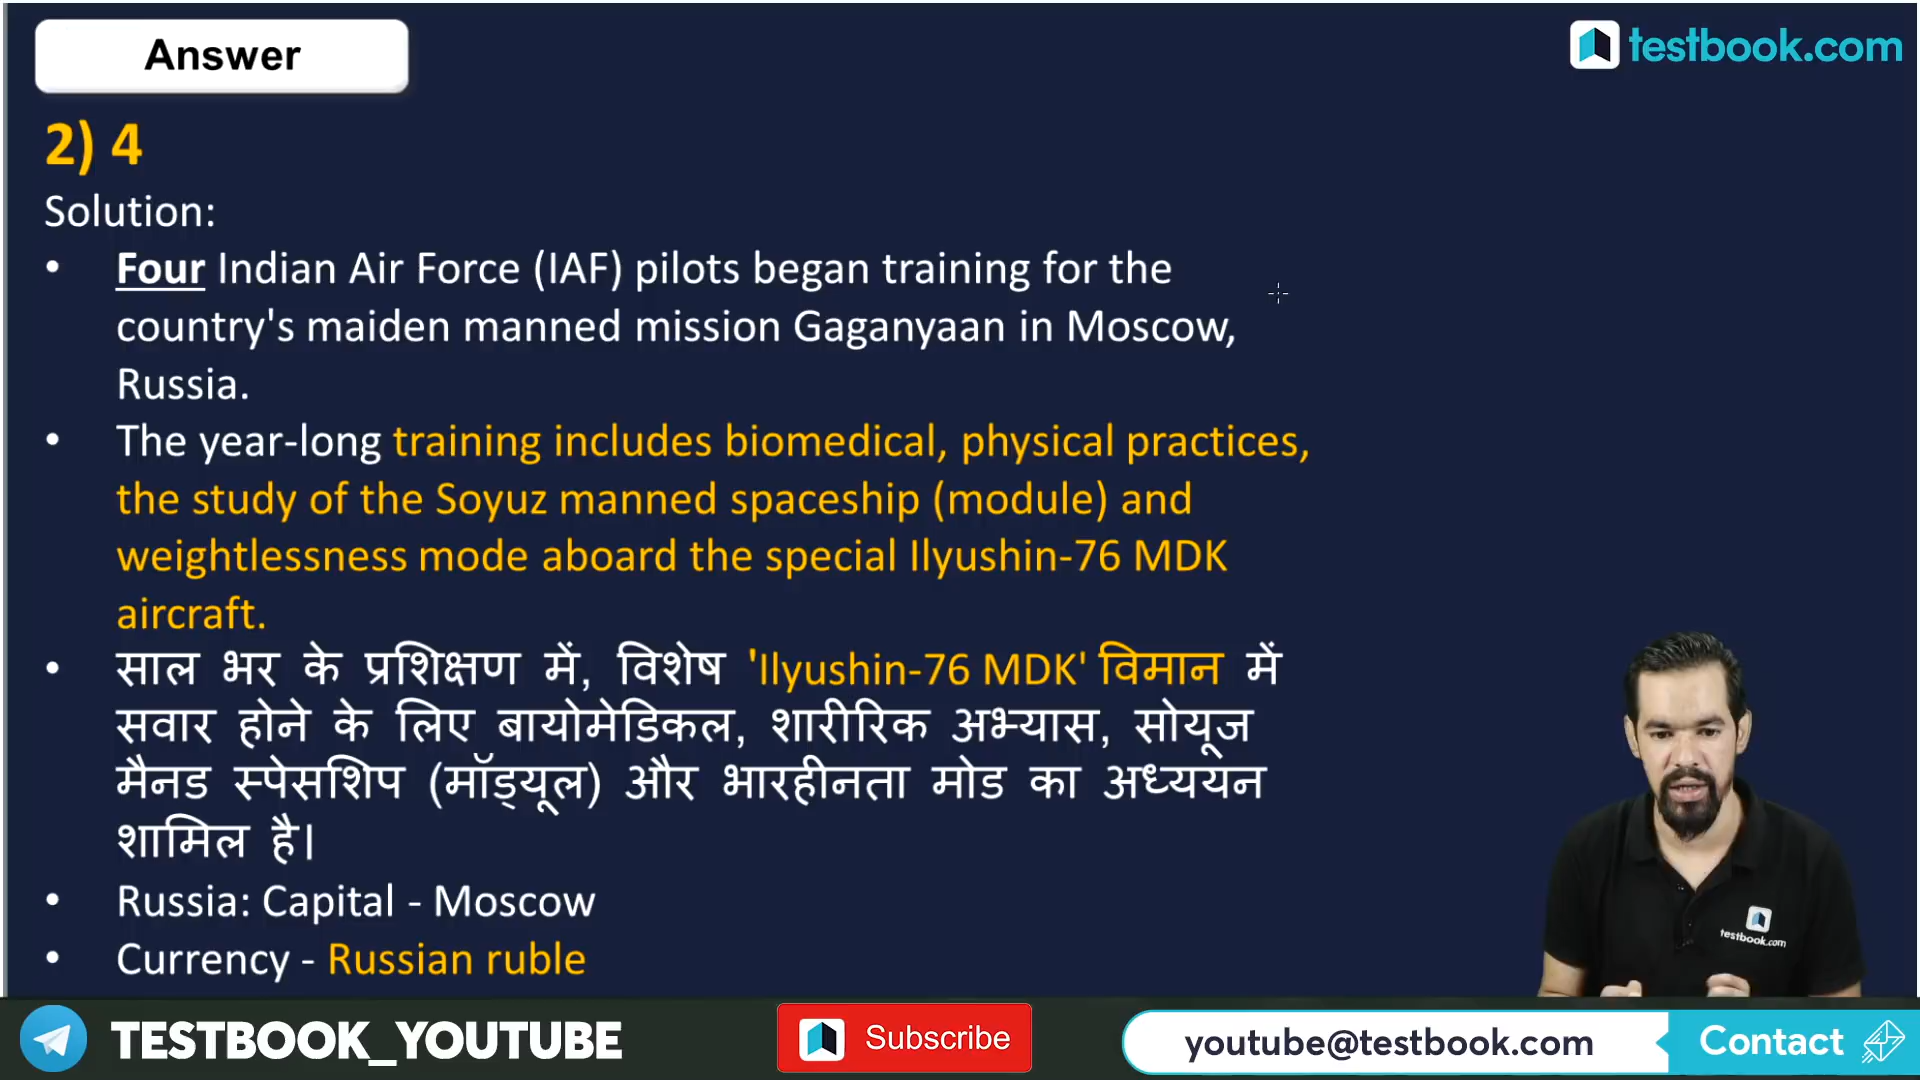 Answer
testbook.com
2) 4
Solution:
• Four Indian Air Force (IAF) pilots began training for the
country's maiden manned mission Gaganyaan in Moscow,
Russia.
• The year-long training includes biomedical, physical practices,
the study of the Soyuz manned spaceship (module) and
weightlessness mode aboard the special Ilyushin-76 MDK
aircraft.
• साल भर के प्रशिक्षण में, विशेष 'Ilyushin-76 MDK' विमान में
सवार होने के लिए बायोमेडिकल, शारीरिक अभ्यास, सोयूज
मैनड स्पेसशिप (मॉड्यूल) और भारहीनता मोड का अध्ययन
शामिल है।
• Russia: Capital - Moscow
• Currency - Russian ruble
testbook.com
TESTBOOK_YOUTUBE
Subscribe
youtube@testbook.com
Contact